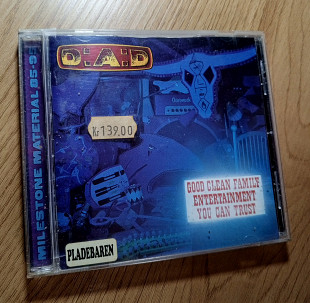 D:A:D
MILESTONE MATERIAL 85-9
Kr 139,00
GOOD CLEAN FAMILY
ENTERTAINMENT
YOU CAN TRUST
PLADEBAREN